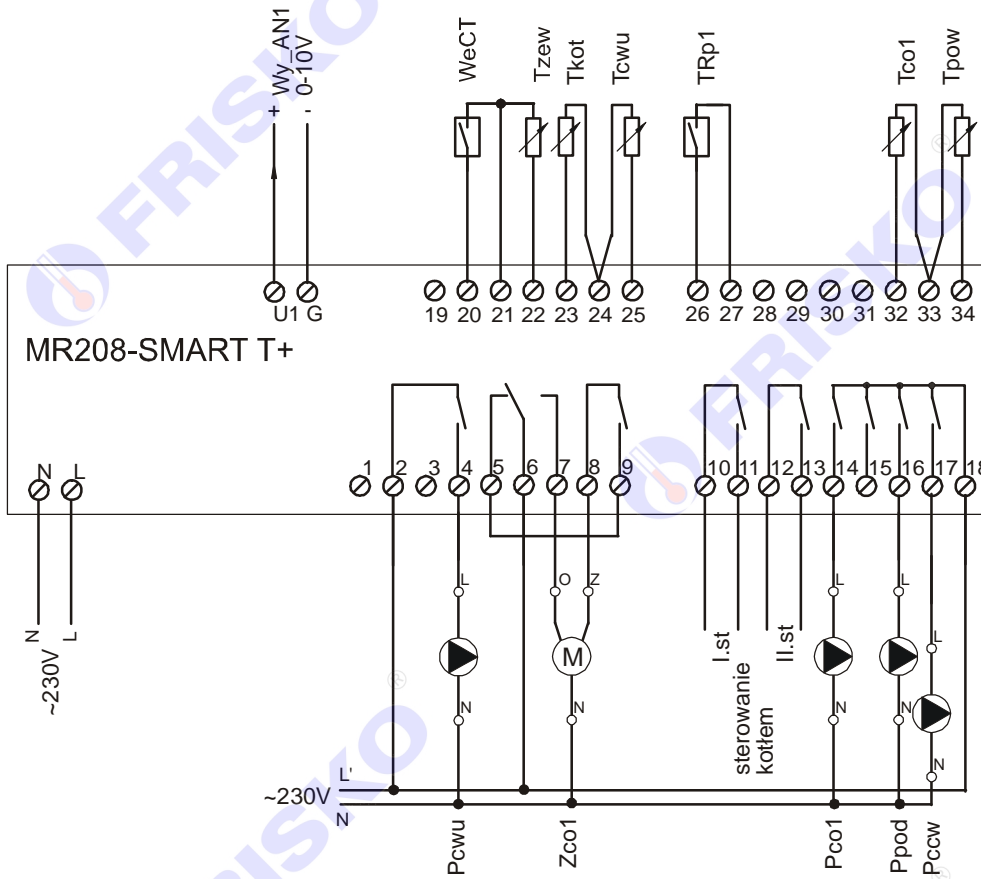 + Wy_AN1
- 0-10V
WeCT
Tzew
Tkot
Tcwu
TRp1
Tco1
Tpow
FRISKO
®
U1 G
19 20 21 22 23 24 25 26 27 28 29 30 31 32 33 34
MR208-SMART T+
FRISKO
N L
1 2 3 4 5 6 7 8 9 10 11 12 13 14 15 16 17 18
L O Z L L
N L
~230V
M
I.st
II.st
sterowanie
kotłem
L
N N N N
N
®
L'
~230V
N
Pcwu
Zco1
Pco1
Ppod
Pccw
FRISKO
®